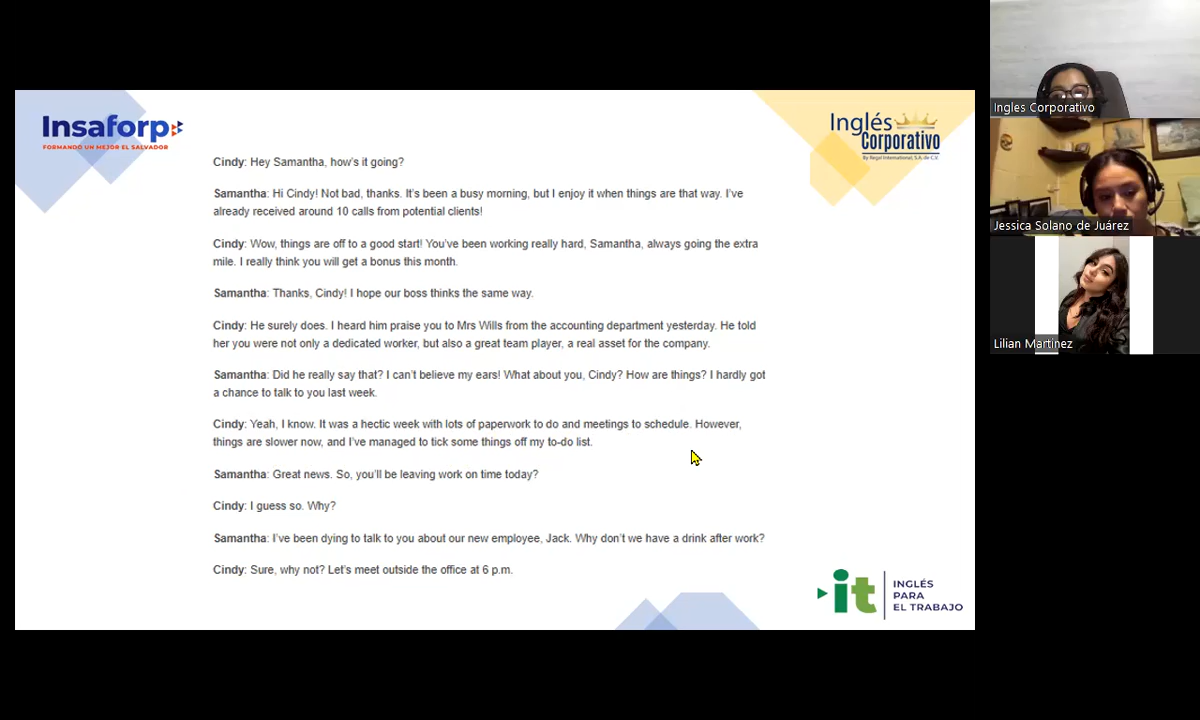 Insaforp
FORMANDO UN MEJOR EL SALVADOR
Inglés
Corporativo
By Regal International, S.A. de C.V.
Cindy: Hey Samantha, how's it going?
Samantha: Hi Cindy! Not bad, thanks. It's been a busy morning, but I enjoy it when things are that way. I've
already received around 10 calls from potential clients!
Cindy: Wow, things are off to a good start! You've been working really hard, Samantha, always going the extra
mile. I really think you will get a bonus this month.
Samantha: Thanks, Cindy! I hope our boss thinks the same way.
Cindy: He surely does. I heard him praise you to Mrs Wills from the accounting department yesterday. He told
her you were not only a dedicated worker, but also a great team player, a real asset for the company.
Samantha: Did he really say that? I can't believe my ears! What about you, Cindy? How are things? I hardly got
a chance to talk to you last week.
Cindy: Yeah, I know. It was a hectic week with lots of paperwork to do and meetings to schedule. However,
things are slower now, and I've managed to tick some things off my to-do list.
Samantha: Great news. So, you'll be leaving work on time today?
Cindy: I guess so. Why?
Samantha: I've been dying to talk to you about our new employee, Jack. Why don't we have a drink after work?
Cindy: Sure, why not? Let's meet outside the office at 6 p.m.
it
INGLÉS
PARA
EL TRABAJO
Ingles Corporativo
Jessica Solano de Juárez
Lilian Martinez